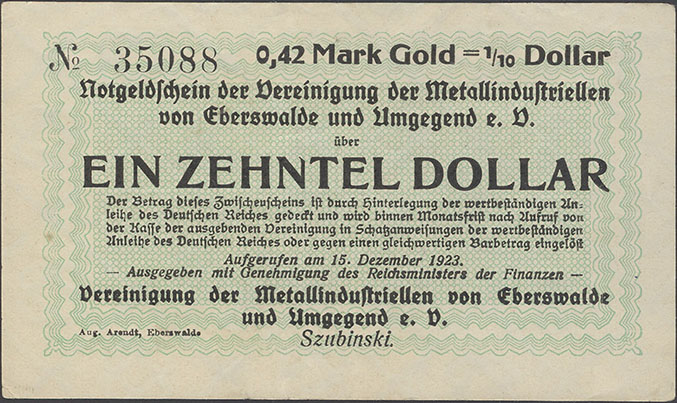 № 35088 0,42 Mark Gold = 1/10 Dollar
Notgeldschein der Vereinigung der Metallindustriellen
von Eberswalde und Umgegend e. V.
über
EIN ZEHNTEL DOLLAR
Der Betrag dieses Zwischenscheins ist durch Hinterlegung der wertbeständigen An-
leihe des Deutschen Reiches gedeckt und wird binnen Monatsfrist nach Aufruf von
der Kasse der ausgebenden Vereinigung in Schatzanweisungen der wertbeständigen
Anleihe des Deutschen Reiches oder gegen einen gleichwertigen Barbetrag eingelöst
Aufgerufen am 15. Dezember 1923.
— Ausgegeben mit Genehmigung des Reichsministers der Finanzen —
Vereinigung der Metallindustriellen von Eberswalde
und Umgegend e. V.
Aug. Arendt, Eberswalde
Szubinski.